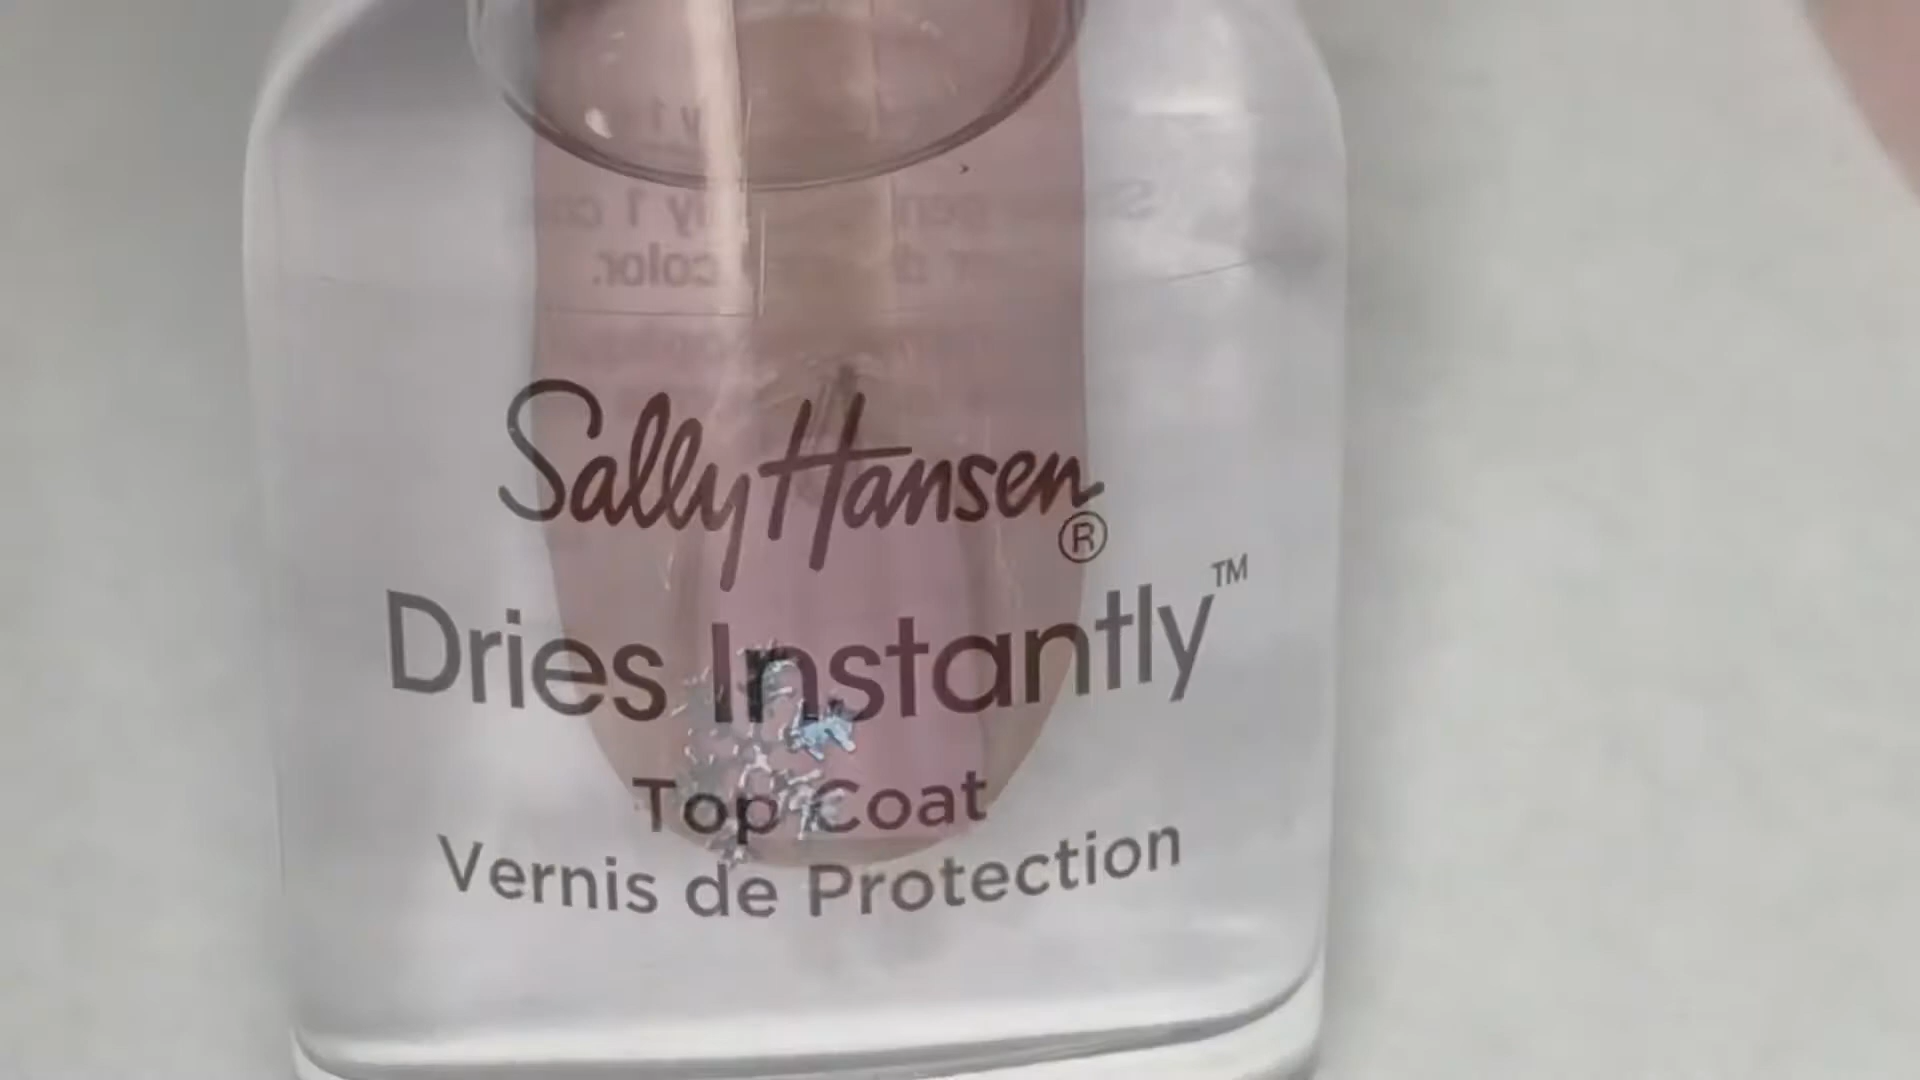 Sally Hansen®
Dries Instantly™
Top Coat
Vernis de Protection